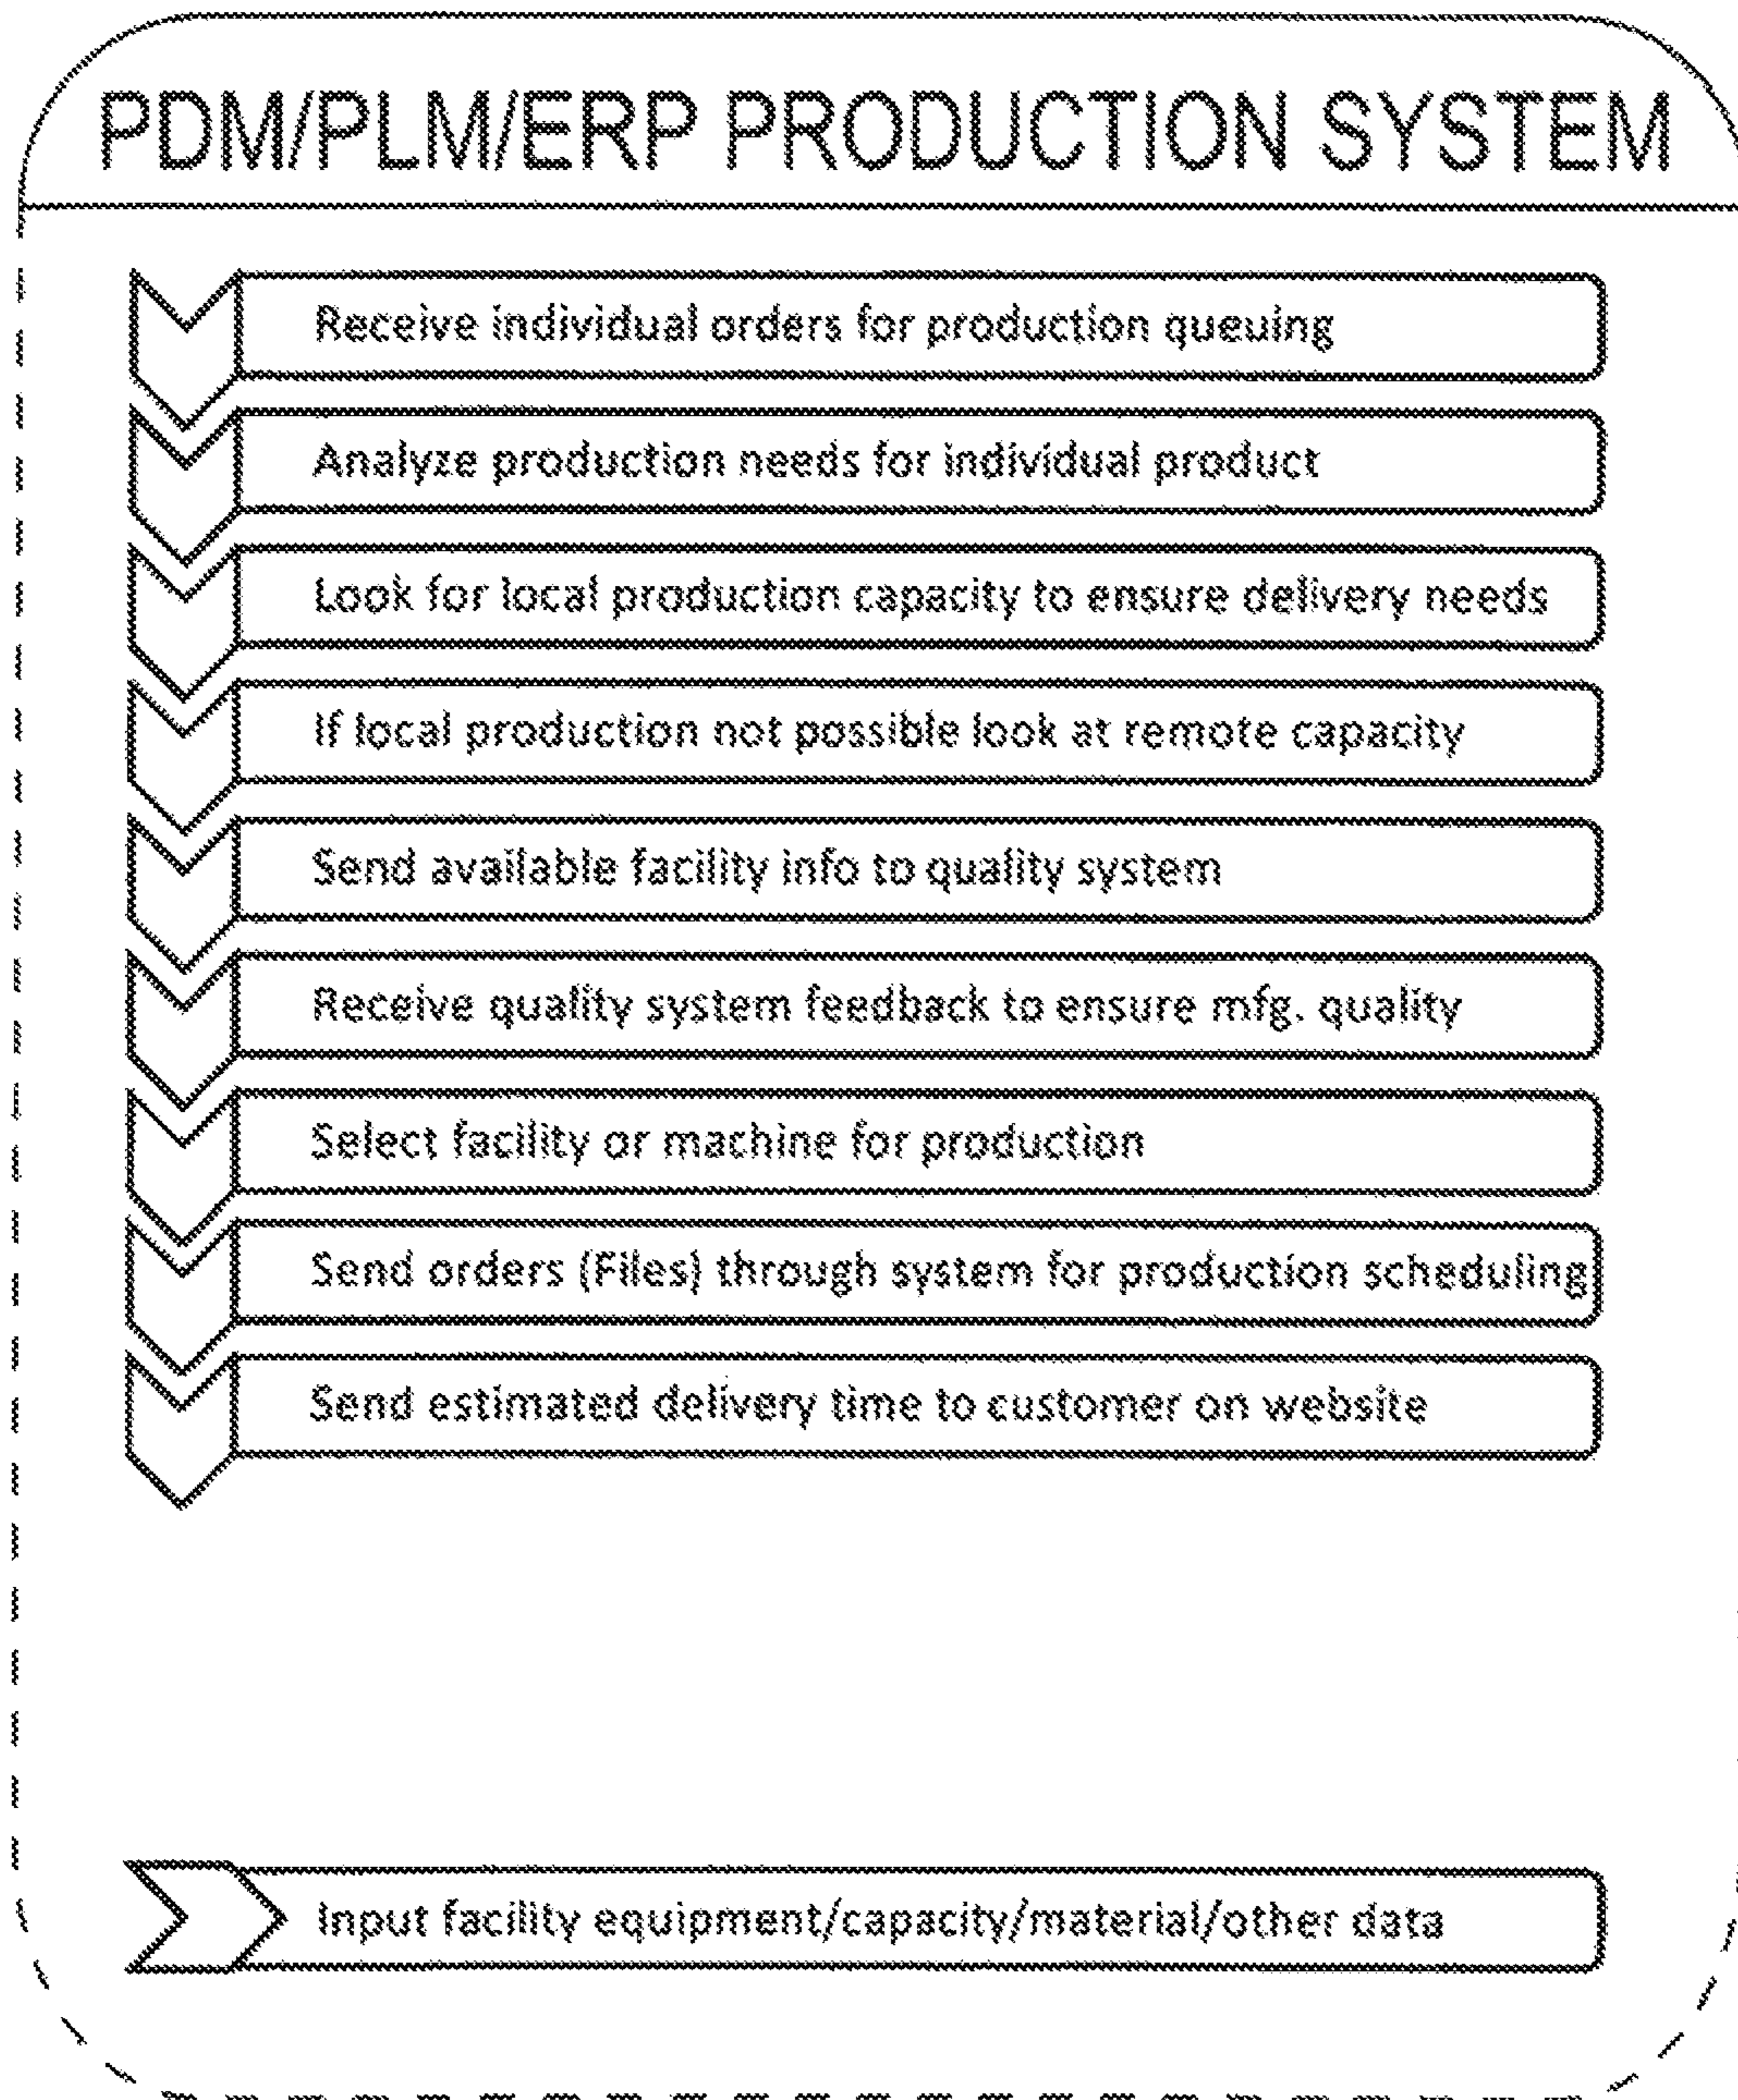 PDM/PLM/ERP PRODUCTION SYSTEM
Receive individual orders for production queuing
Analyze production needs for individual product
Look for local production capacity to ensure delivery needs
If local production not possible look at remote capacity
Send available facility info to quality system
Receive quality system feedback to ensure mfg. quality
Select facility or machine for production
Send orders (Files) through system for production scheduling
Send estimated delivery time to customer on website
Input facility equipment/capacity/material/other data